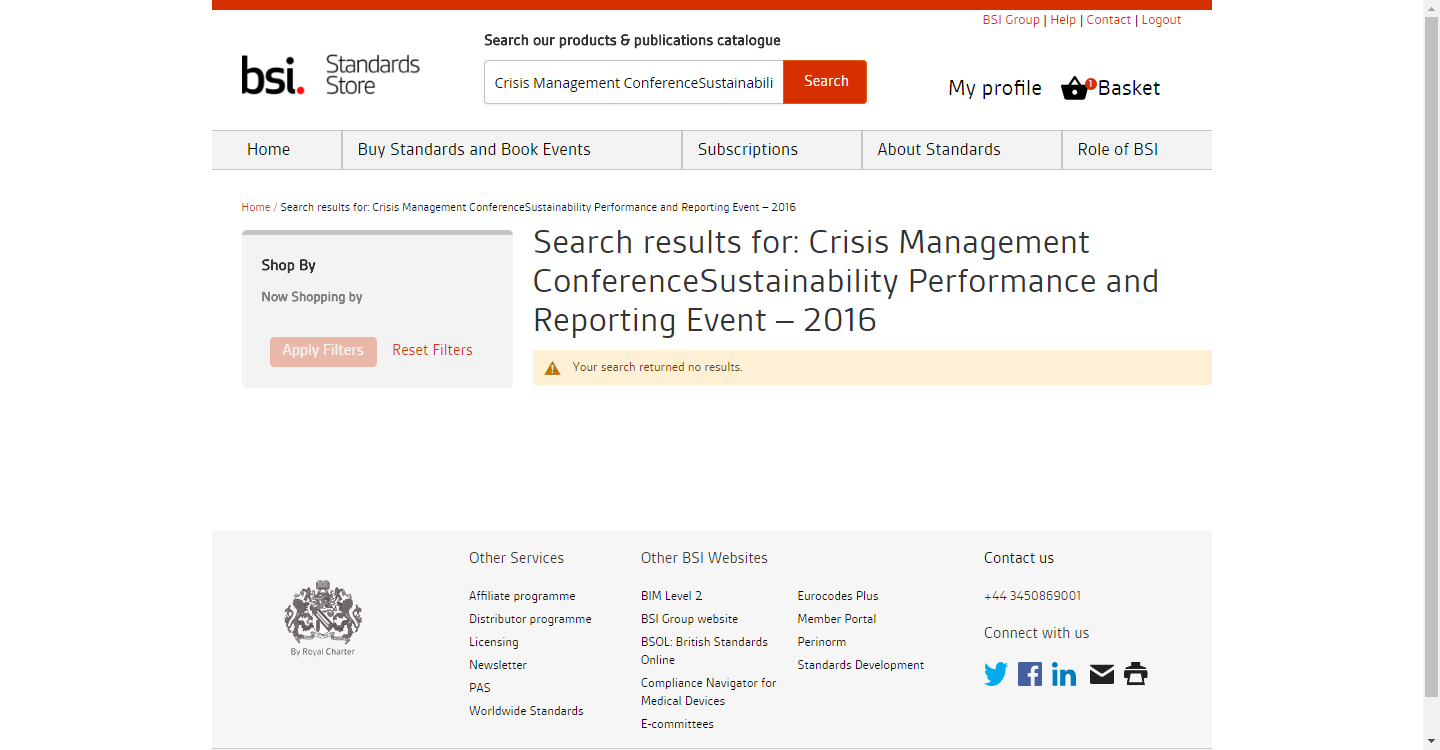 BSI Group | Help | Contact | Logout
Search our products & publications catalogue
bsi. Standards Store
Crisis Management ConferenceSustainabili
Search
My profile
1
Basket
Home
Buy Standards and Book Events
Subscriptions
About Standards
Role of BSI
Home / Search results for: Crisis Management ConferenceSustainability Performance and Reporting Event – 2016
Shop By
Now Shopping by
Apply Filters
Reset Filters
Search results for: Crisis Management
ConferenceSustainability Performance and
Reporting Event – 2016
Your search returned no results.
By Royal Charter
Other Services
Affiliate programme
Distributor programme
Licensing
Newsletter
PAS
Worldwide Standards
Other BSI Websites
BIM Level 2
BSI Group website
BSOL: British Standards
Online
Compliance Navigator for
Medical Devices
E-committees
Eurocodes Plus
Member Portal
Perinorm
Standards Development
Contact us
+44 3450869001
Connect with us